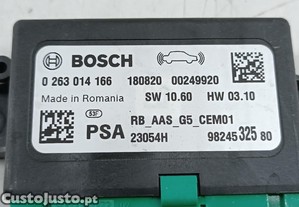 BOSCH
0 263 014 166 180820 00249920
Made in Romania SW 10.60 HW 03.10
PSA RB_AAS_G5_CEM01
23054H 98245 325 80
CustoJusto.pt